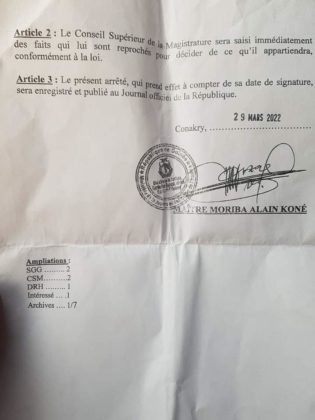 Article 2 : Le Conseil Supérieur de la Magistrature sera saisi immédiatement
des faits qui lui sont reprochés pour décider de ce qu'il appartiendra,
conformément à la loi.
Article 3 : Le présent arrêté, qui prend effet à compter de sa date de signature,
sera enregistré et publié au Journal officiel de la République.
29 MARS 2022
Conakry, ..............................
MAÎTRE MORIBA ALAIN KONÉ
Ampliations :
SGG ......... 2
CSM.........2
DRH ......... 1
Intéressé ....1
Archives .... 1/7